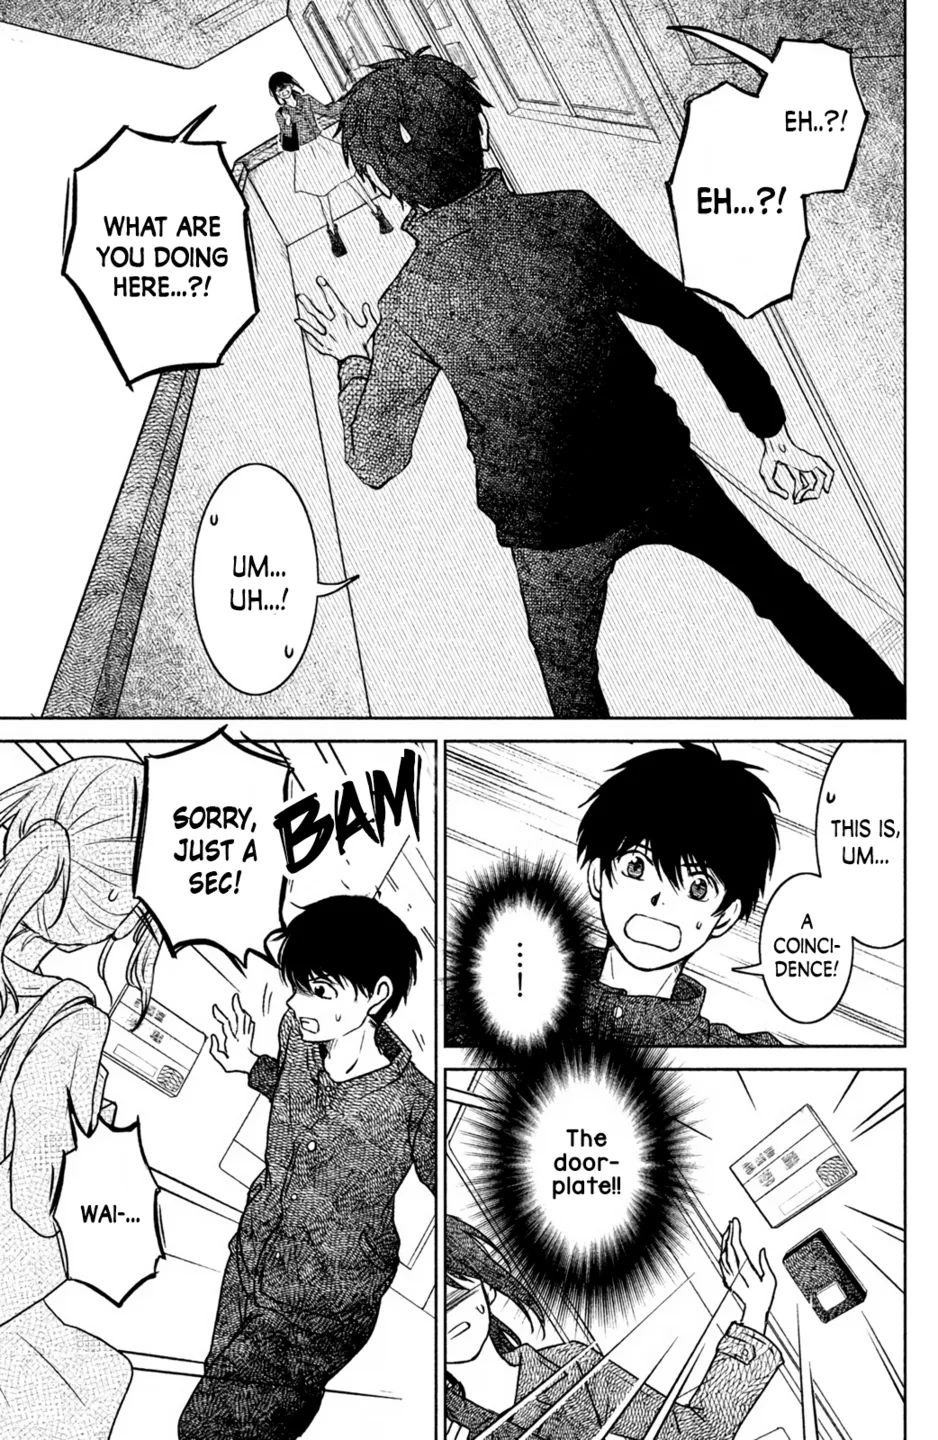 EH..?!
EH...?!
WHAT ARE
YOU DOING
HERE...?!
UM...
UH...!
THIS IS,
UM...
A
COINCI-
DENCE!
...!
The
door-
plate!!
BAM
SORRY,
JUST A
SEC!
WAI-...